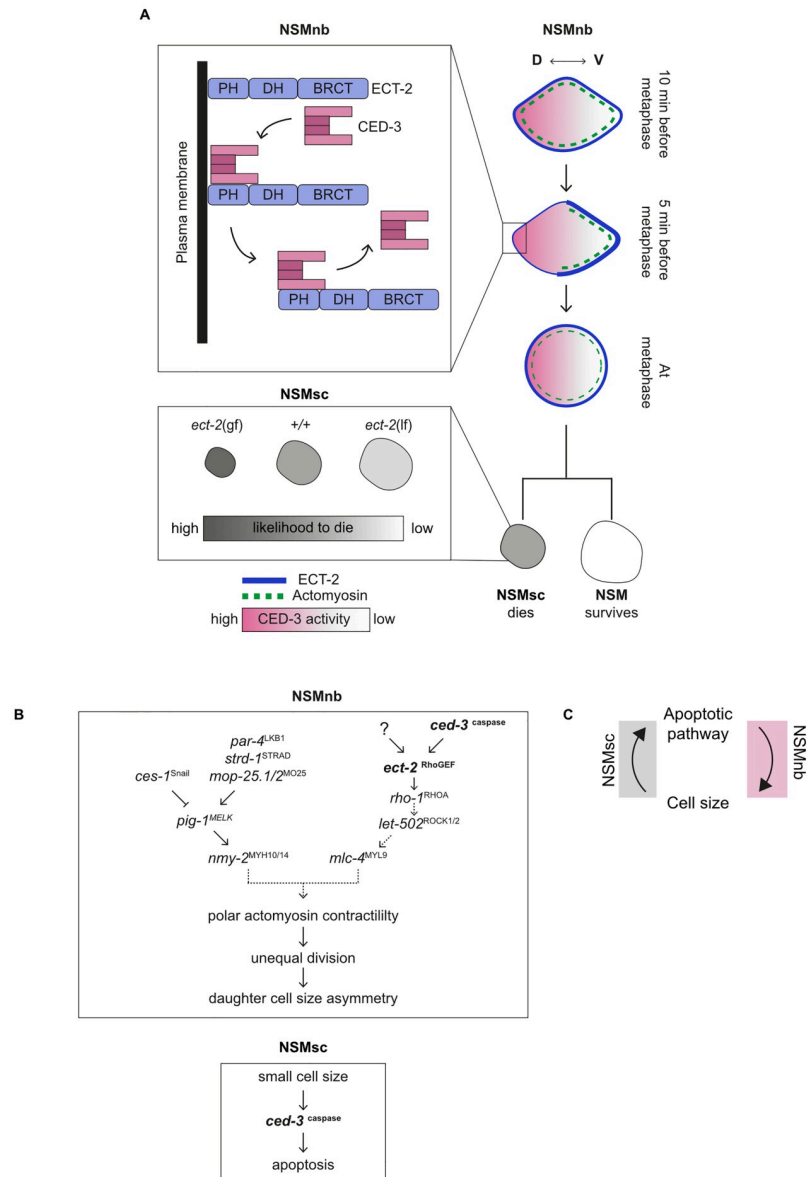 A
NSMnb
PH DH BRCT ECT-2
CED-3
PH DH BRCT
PH DH BRCT
Plasma membrane
NSMnb
D V
10 min before
metaphase
5 min before
metaphase
At
metaphase
NSMsc
ect-2(gf) +/+ ect-2(lf)
high likelihood to die low
NSMsc
dies
NSM
survives
ECT-2
Actomyosin
high CED-3 activity low
B
NSMnb
par-4LKB1
strd-1STRAD
mop-25.1/2MO25
ces-1Snail
pig-1MELK
nmy-2MYH10/14
?
ced-3 caspase
ect-2 RhoGEF
rho-1RHOA
let-502ROCK1/2
mlc-4MYL9
polar actomyosin contractililty
unequal division
daughter cell size asymmetry
NSMsc
small cell size
ced-3 caspase
apoptosis
C
NSMsc
Apoptotic
pathway
Cell size
NSMnb